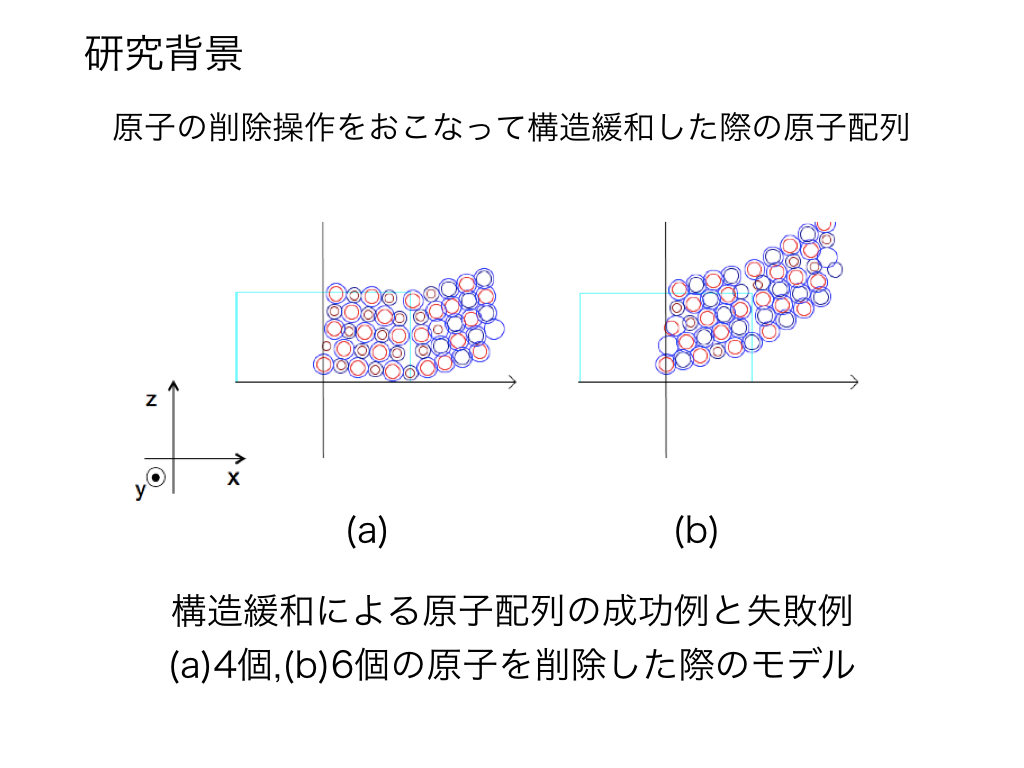 研究背景
原子の削除操作をおこなって構造緩和した際の原子配列
z
y
x
(a)
(b)
構造緩和による原子配列の成功例と失敗例
(a)4個,(b)6個の原子を削除した際のモデル